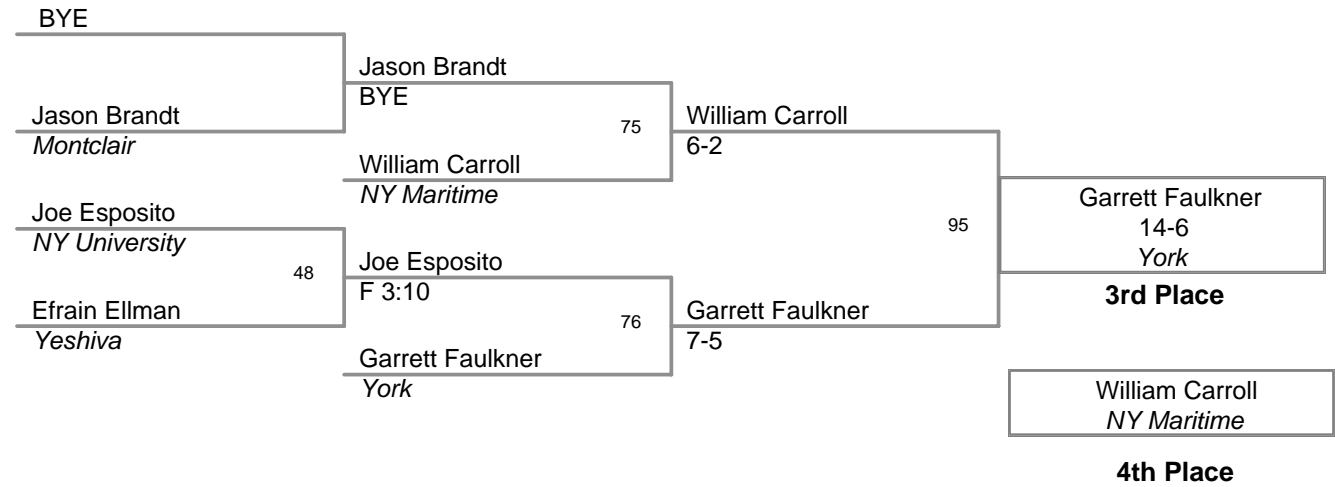 BYE
Jason Brandt
Montclair
Joe Esposito
NY University
48
Efrain Ellman
Yeshiva
Jason Brandt
BYE
75
William Carroll
NY Maritime
Joe Esposito
F 3:10
76
Garrett Faulkner
York
William Carroll
6-2
95
Garrett Faulkner
7-5
Garrett Faulkner
14-6
York
3rd Place
William Carroll
NY Maritime
4th Place